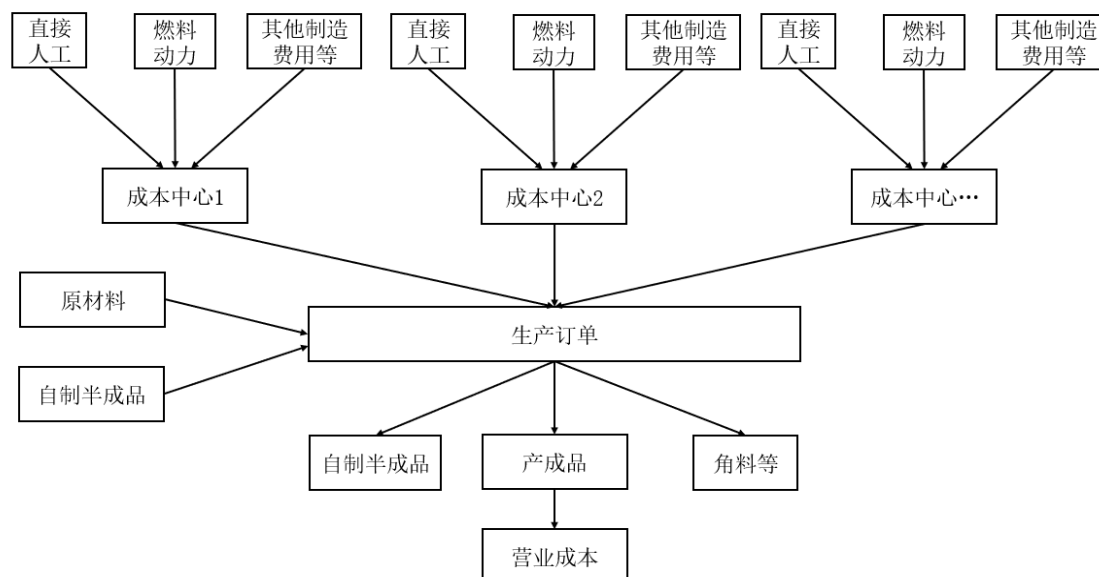 直接
人工
燃料
动力
其他制造
费用等
直接
人工
燃料
动力
其他制造
费用等
直接
人工
燃料
动力
其他制造
费用等
成本中心1
成本中心2
成本中心…
原材料
生产订单
自制半成品
自制半成品
产成品
角料等
营业成本